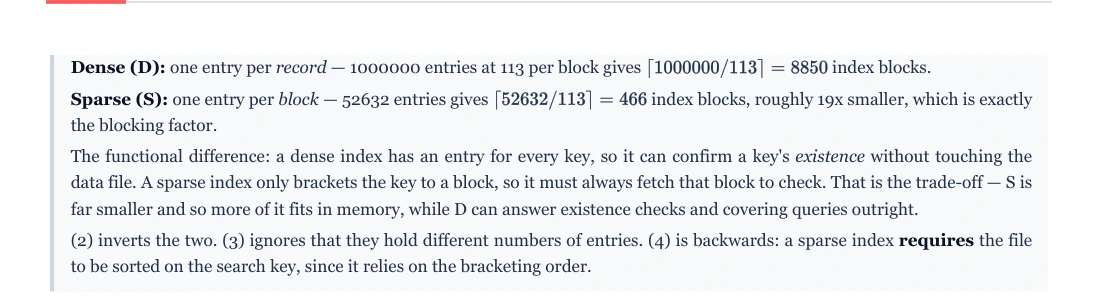 Dense (D): one entry per record — 1000000 entries at 113 per block gives ⌈1000000/113⌉ = 8850 index blocks.
Sparse (S): one entry per block — 52632 entries gives ⌈52632/113⌉ = 466 index blocks, roughly 19x smaller, which is exactly
the blocking factor.
The functional difference: a dense index has an entry for every key, so it can confirm a key's existence without touching the
data file. A sparse index only brackets the key to a block, so it must always fetch that block to check. That is the trade-off — S is
far smaller and so more of it fits in memory, while D can answer existence checks and covering queries outright.
(2) inverts the two. (3) ignores that they hold different numbers of entries. (4) is backwards: a sparse index requires the file
to be sorted on the search key, since it relies on the bracketing order.